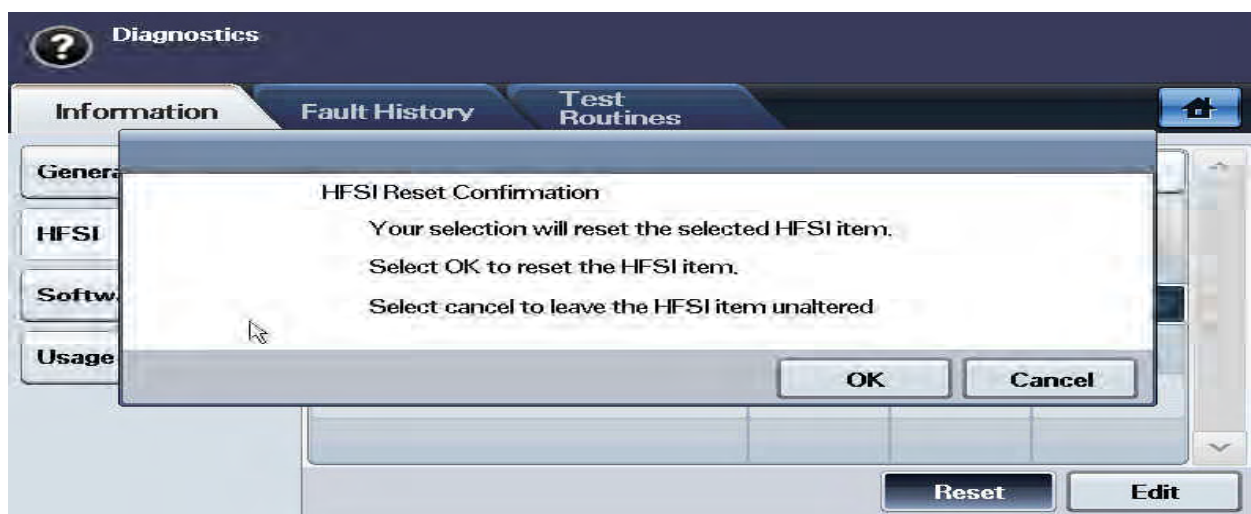 Diagnostics
Information
Fault History
Test
Routines
HFSI Reset Confirmation
Your selection will reset the selected HFSI item.
Select OK to reset the HFSI item.
Select cancel to leave the HFSI item unaltered
OK
Cancel
Genera
HFSI
Softw
Usage
Reset
Edit